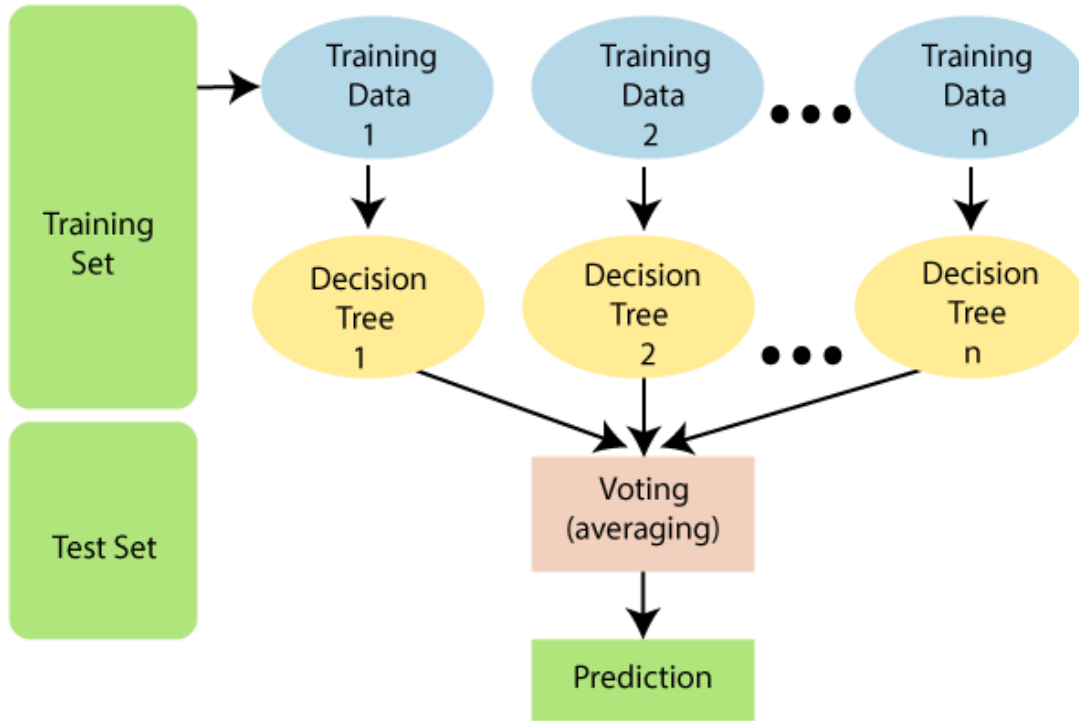 Training
Set
Test Set
Training
Data
1
Training
Data
2
Training
Data
n
Decision
Tree
1
Decision
Tree
2
Decision
Tree
n
Voting
(averaging)
Prediction